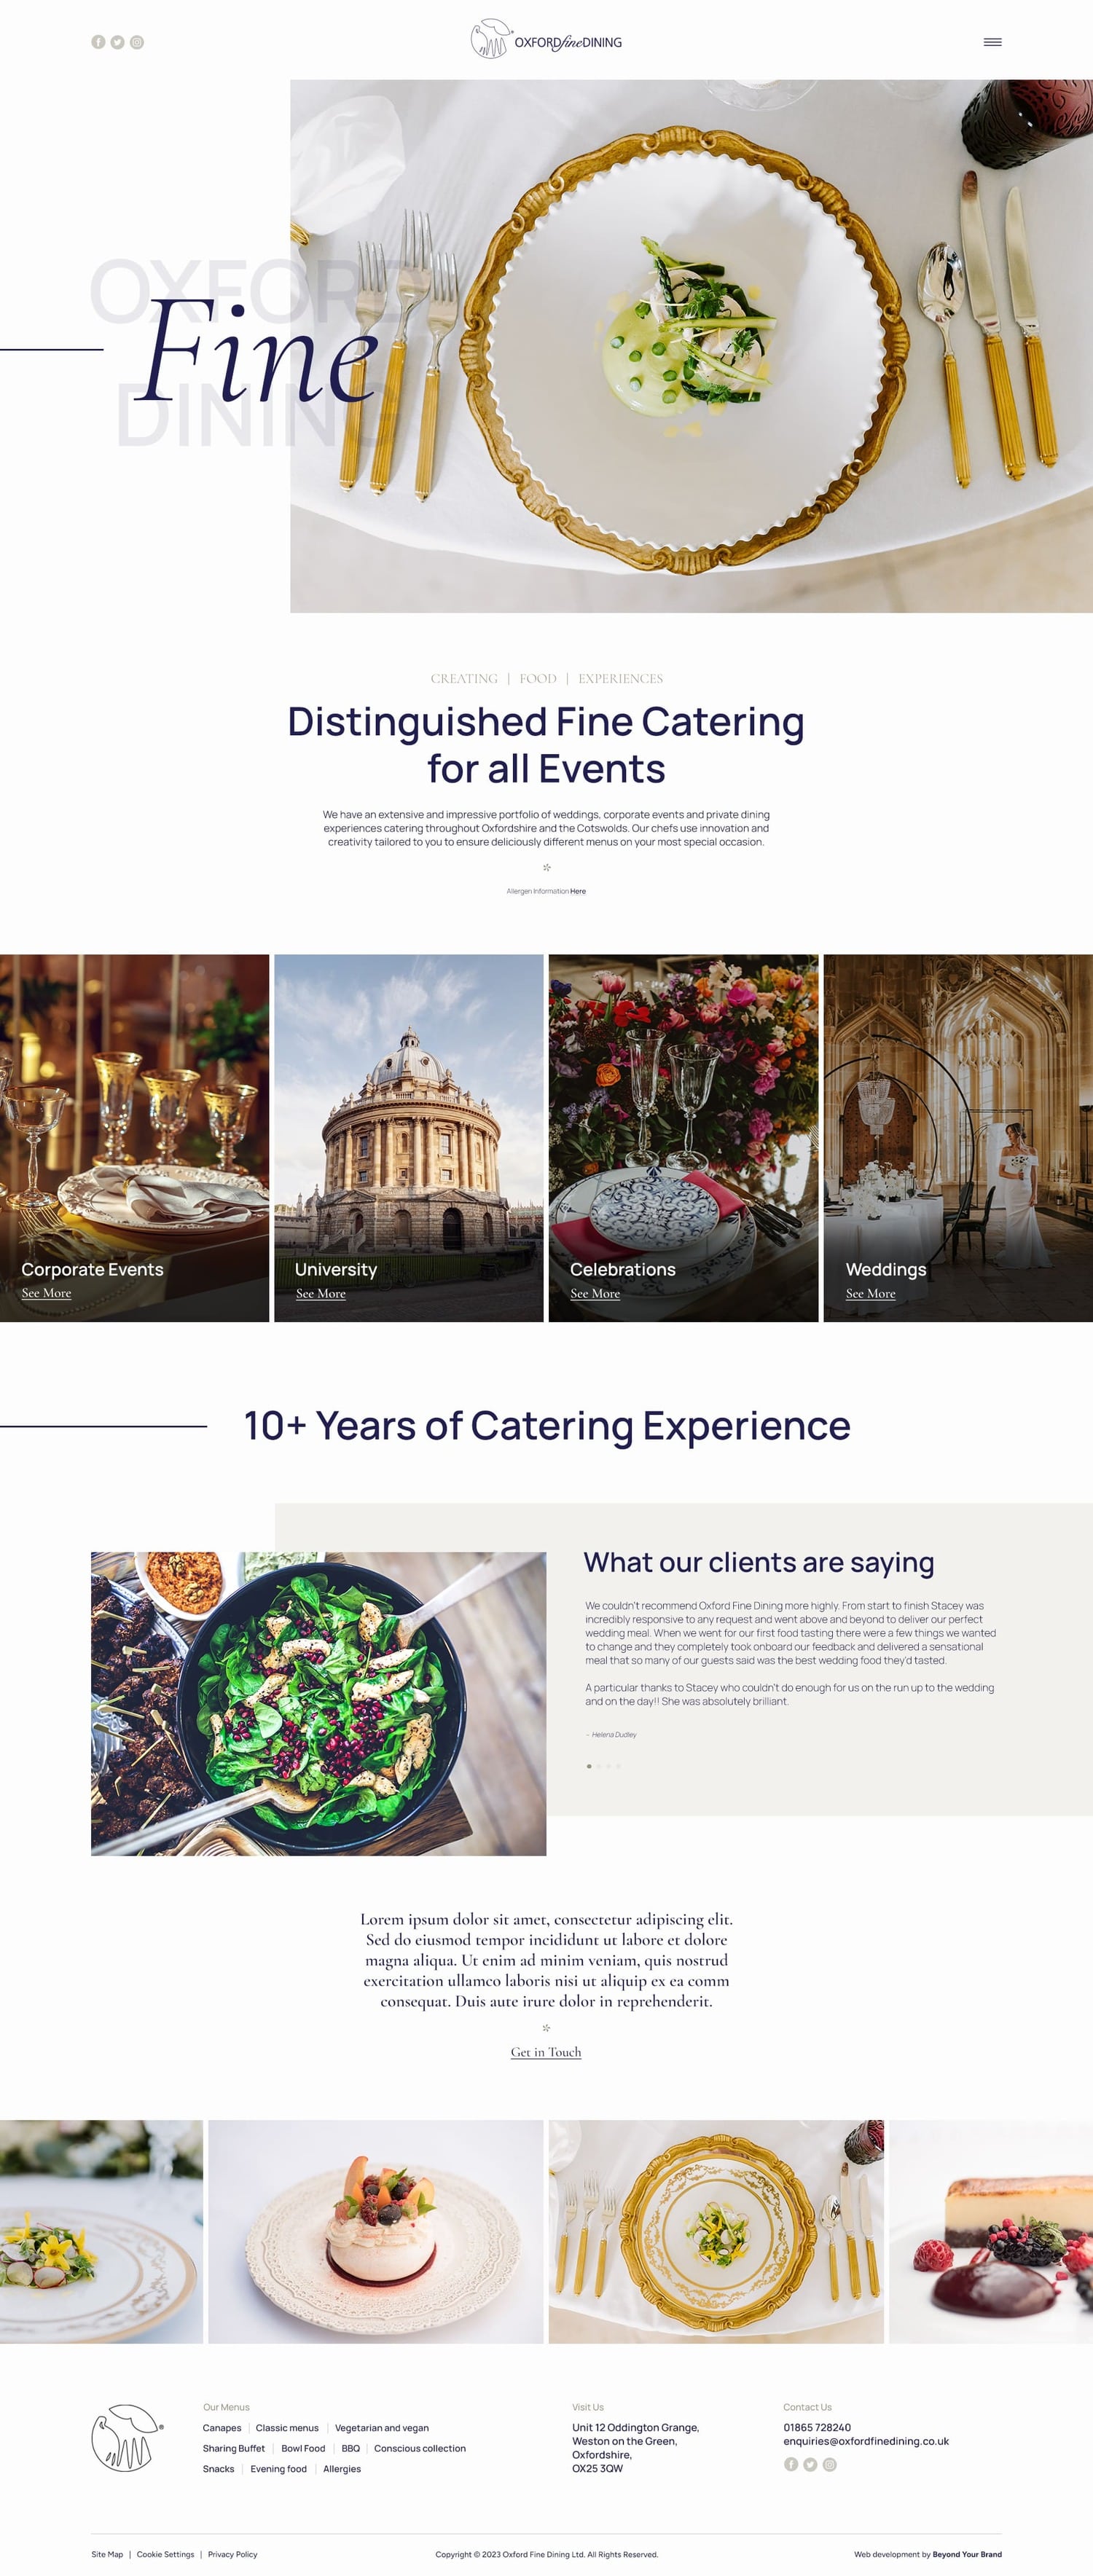 OXFORDfineDINING
OXFORD
Fine
DINING
CREATING | FOOD | EXPERIENCES
Distinguished Fine Catering
for all Events
We have an extensive and impressive portfolio of weddings, corporate events and private dining
experiences catering throughout Oxfordshire and the Cotswolds. Our chefs use innovation and
creativity tailored to you to ensure deliciously different menus on your most special occasion.
Allergen Information Here
Corporate Events
See More
University
See More
Celebrations
See More
Weddings
See More
10+ Years of Catering Experience
What our clients are saying
We couldn't recommend Oxford Fine Dining more highly. From start to finish Stacey was
incredibly responsive to any request and went above and beyond to deliver our perfect
wedding meal. When we went for our first food tasting there were a few things we wanted
to change and they completely took onboard our feedback and delivered a sensational
meal that so many of our guests said was the best wedding food they'd tasted.
A particular thanks to Stacey who couldn't do enough for us on the run up to the wedding
and on the day!! She was absolutely brilliant.
- Helena Dudley
Lorem ipsum dolor sit amet, consectetur adipiscing elit.
Sed do eiusmod tempor incididunt ut labore et dolore
magna aliqua. Ut enim ad minim veniam, quis nostrud
exercitation ullamco laboris nisi ut aliquip ex ea comm
consequat. Duis aute irure dolor in reprehenderit.
Get in Touch
Our Menus
Canapes | Classic menus | Vegetarian and vegan
Sharing Buffet | Bowl Food | BBQ | Conscious collection
Snacks | Evening food | Allergies
Visit Us
Unit 12 Oddington Grange,
Weston on the Green,
Oxfordshire,
OX25 3QW
Contact Us
01865 728240
enquiries@oxfordfinedining.co.uk
Site Map | Cookie Settings | Privacy Policy
Copyright © 2023 Oxford Fine Dining Ltd. All Rights Reserved.
Web development by Beyond Your Brand